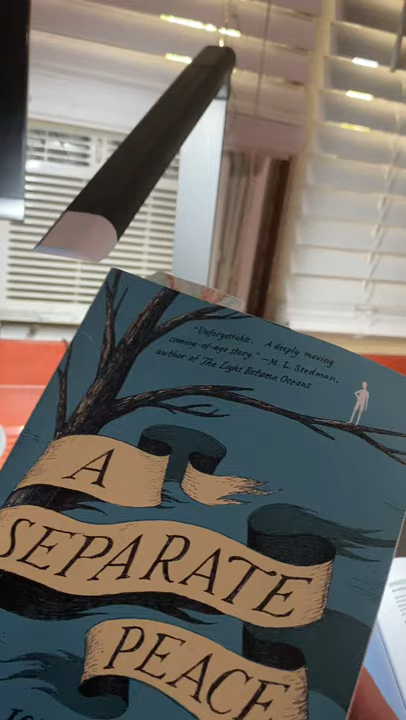 "Unforgettable. A deeply moving
coming-of-age story." —M. L. Stedman,
author of The Light Between Oceans
A
SEPARATE
PEACE